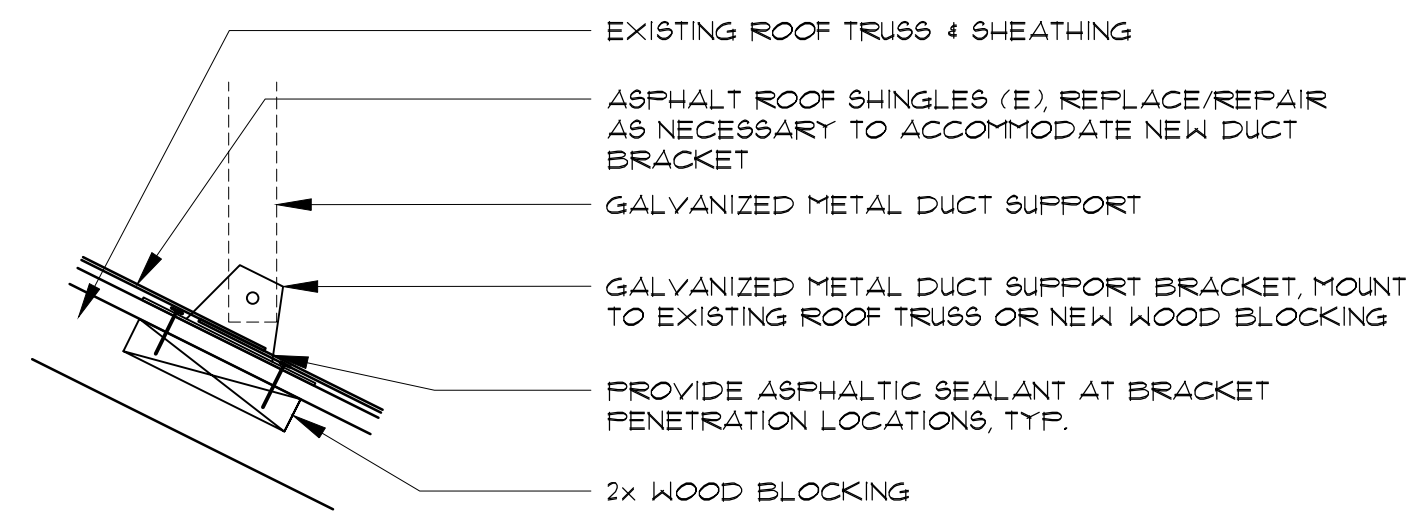 EXISTING ROOF TRUSS & SHEATHING
ASPHALT ROOF SHINGLES (E), REPLACE/REPAIR
AS NECESSARY TO ACCOMMODATE NEW DUCT
BRACKET
GALVANIZED METAL DUCT SUPPORT
GALVANIZED METAL DUCT SUPPORT BRACKET, MOUNT
TO EXISTING ROOF TRUSS OR NEW WOOD BLOCKING
PROVIDE ASPHALTIC SEALANT AT BRACKET
PENETRATION LOCATIONS, TYP.
2x WOOD BLOCKING